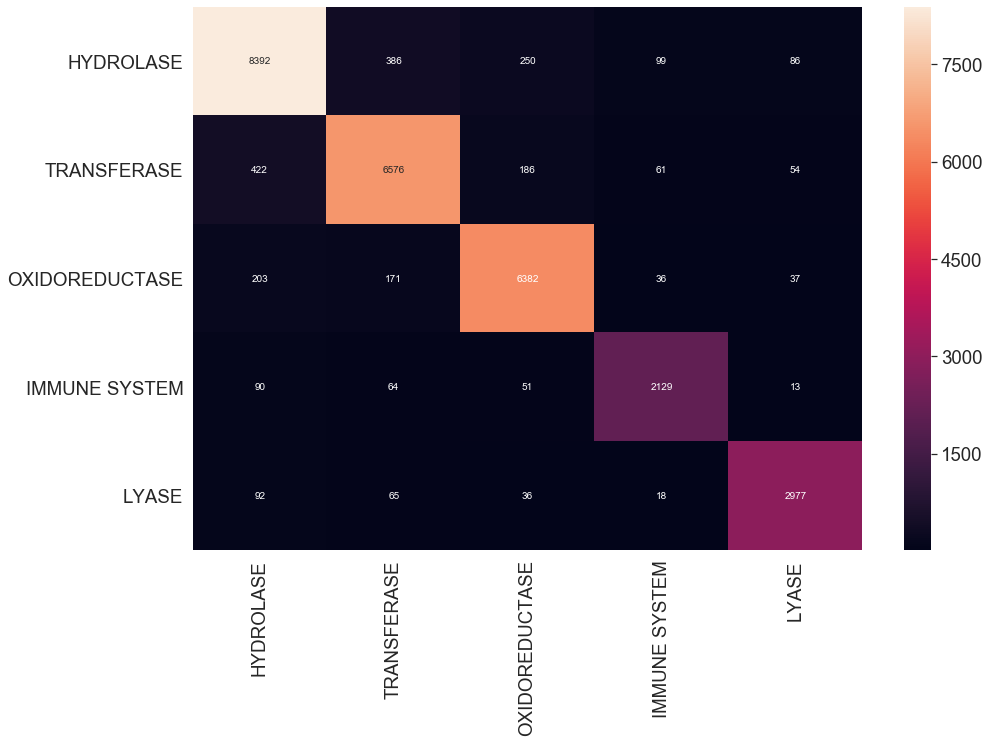 HYDROLASE 8392 386 250 99 86
TRANSFERASE 422 6576 186 61 54
OXIDOREDUCTASE 203 171 6382 36 37
IMMUNE SYSTEM 90 64 51 2129 13
LYASE 92 65 36 18 2977
HYDROLASE
TRANSFERASE
OXIDOREDUCTASE
IMMUNE SYSTEM
LYASE
7500
6000
4500
3000
1500